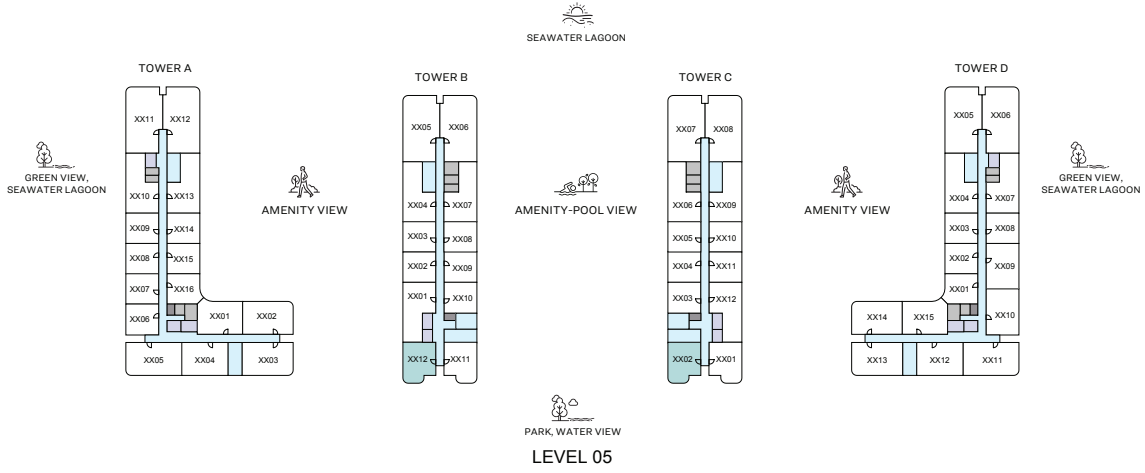 SEAWATER LAGOON
TOWER A
TOWER B
TOWER C
TOWER D
GREEN VIEW,
SEAWATER LAGOON
AMENITY VIEW
AMENITY-POOL VIEW
AMENITY VIEW
GREEN VIEW,
SEAWATER LAGOON
XX11 XX12
XX10 XX13
XX09 XX14
XX08 XX15
XX07 XX16
XX06 XX01 XX02
XX05 XX04 XX03
XX05 XX06
XX04 XX07
XX03 XX08
XX02 XX09
XX01 XX10
XX12 XX11
XX07 XX08
XX06 XX09
XX05 XX10
XX04 XX11
XX03 XX12
XX02 XX01
XX05 XX06
XX04 XX07
XX03 XX08
XX02 XX09
XX01
XX14 XX15 XX10
XX13 XX12 XX11
PARK, WATER VIEW
LEVEL 05